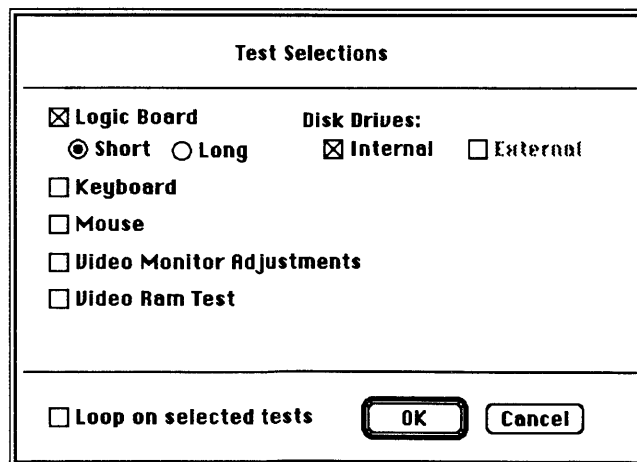 Test Selections
Logic Board
Disk Drives:
Short
Long
Internal
External
Keyboard
Mouse
Video Monitor Adjustments
Video Ram Test
Loop on selected tests
OK
Cancel